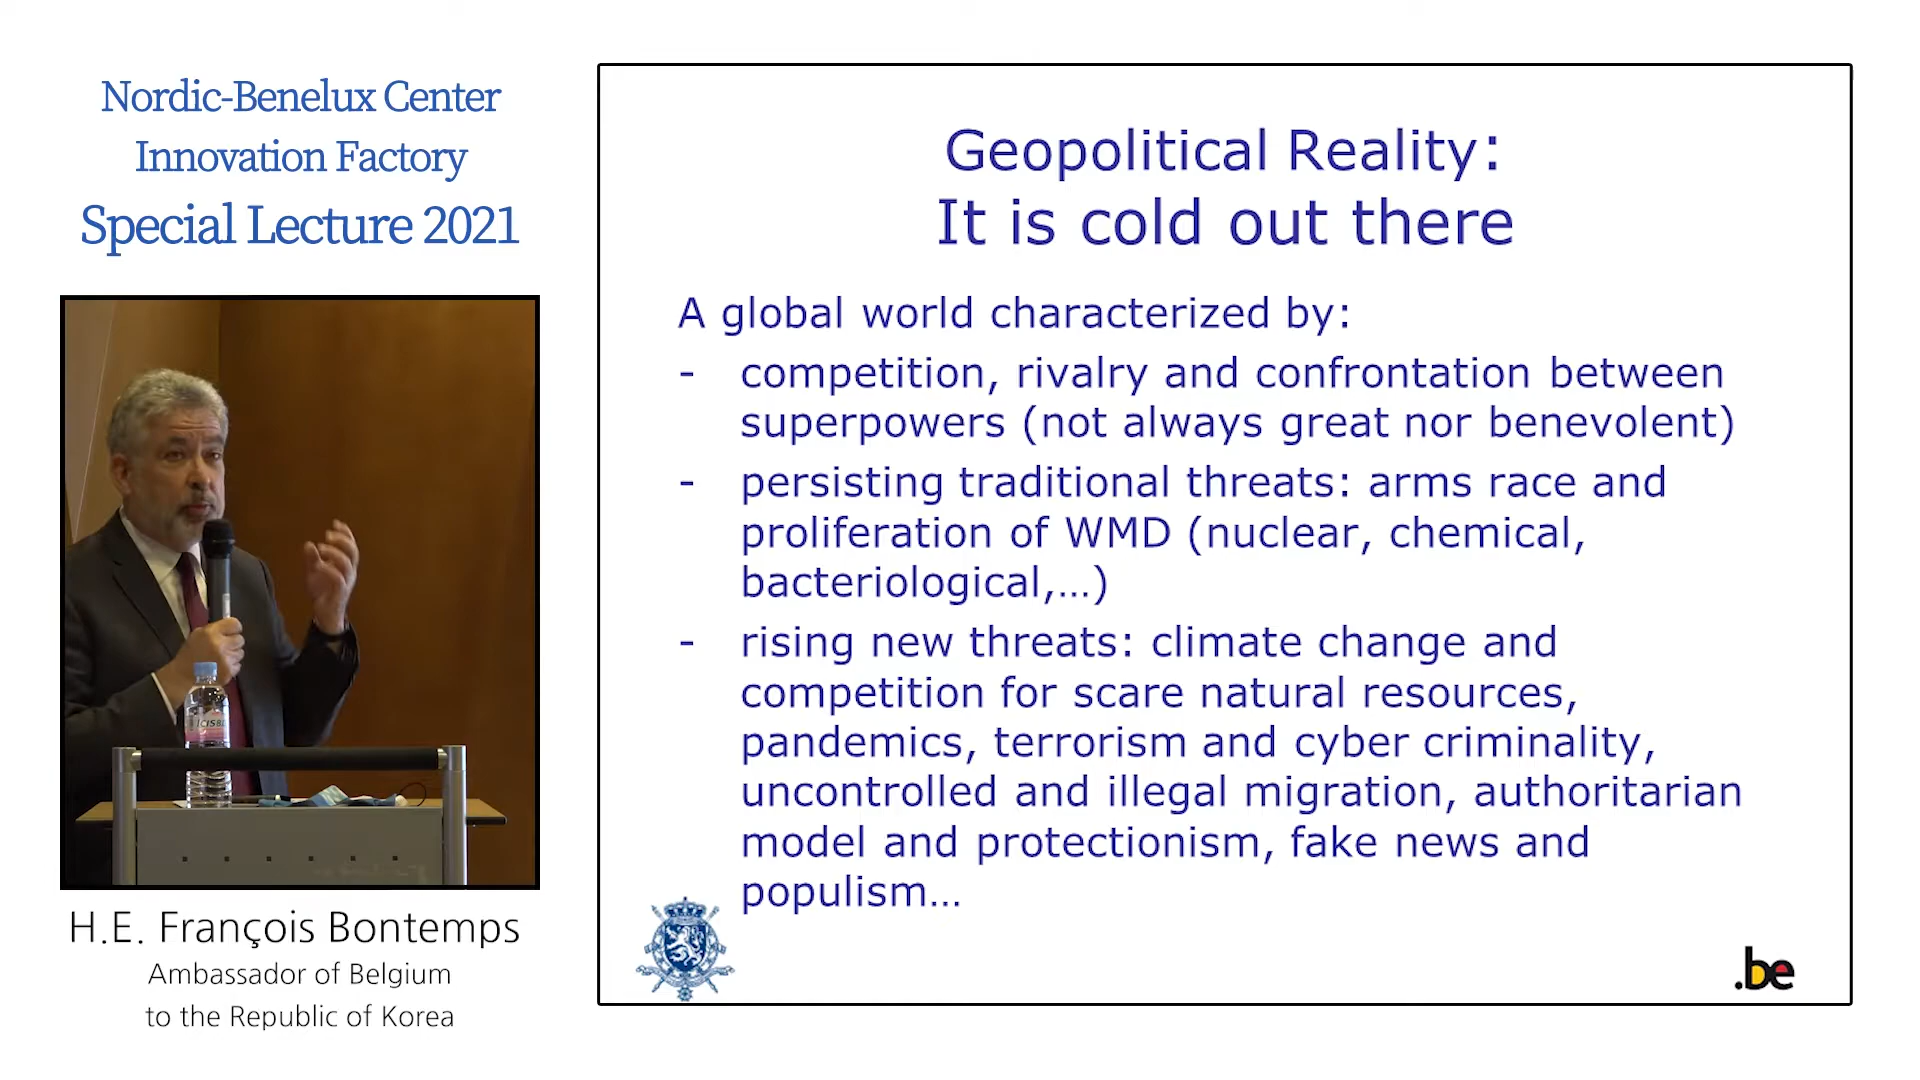 Nordic-Benelux Center
Innovation Factory
Special Lecture 2021
H.E. François Bontemps
Ambassador of Belgium
to the Republic of Korea
Geopolitical Reality:
It is cold out there
A global world characterized by:
- competition, rivalry and confrontation between
superpowers (not always great nor benevolent)
- persisting traditional threats: arms race and
proliferation of WMD (nuclear, chemical,
bacteriological,...)
- rising new threats: climate change and
competition for scare natural resources,
pandemics, terrorism and cyber criminality,
uncontrolled and illegal migration, authoritarian
model and protectionism, fake news and
populism...
.be